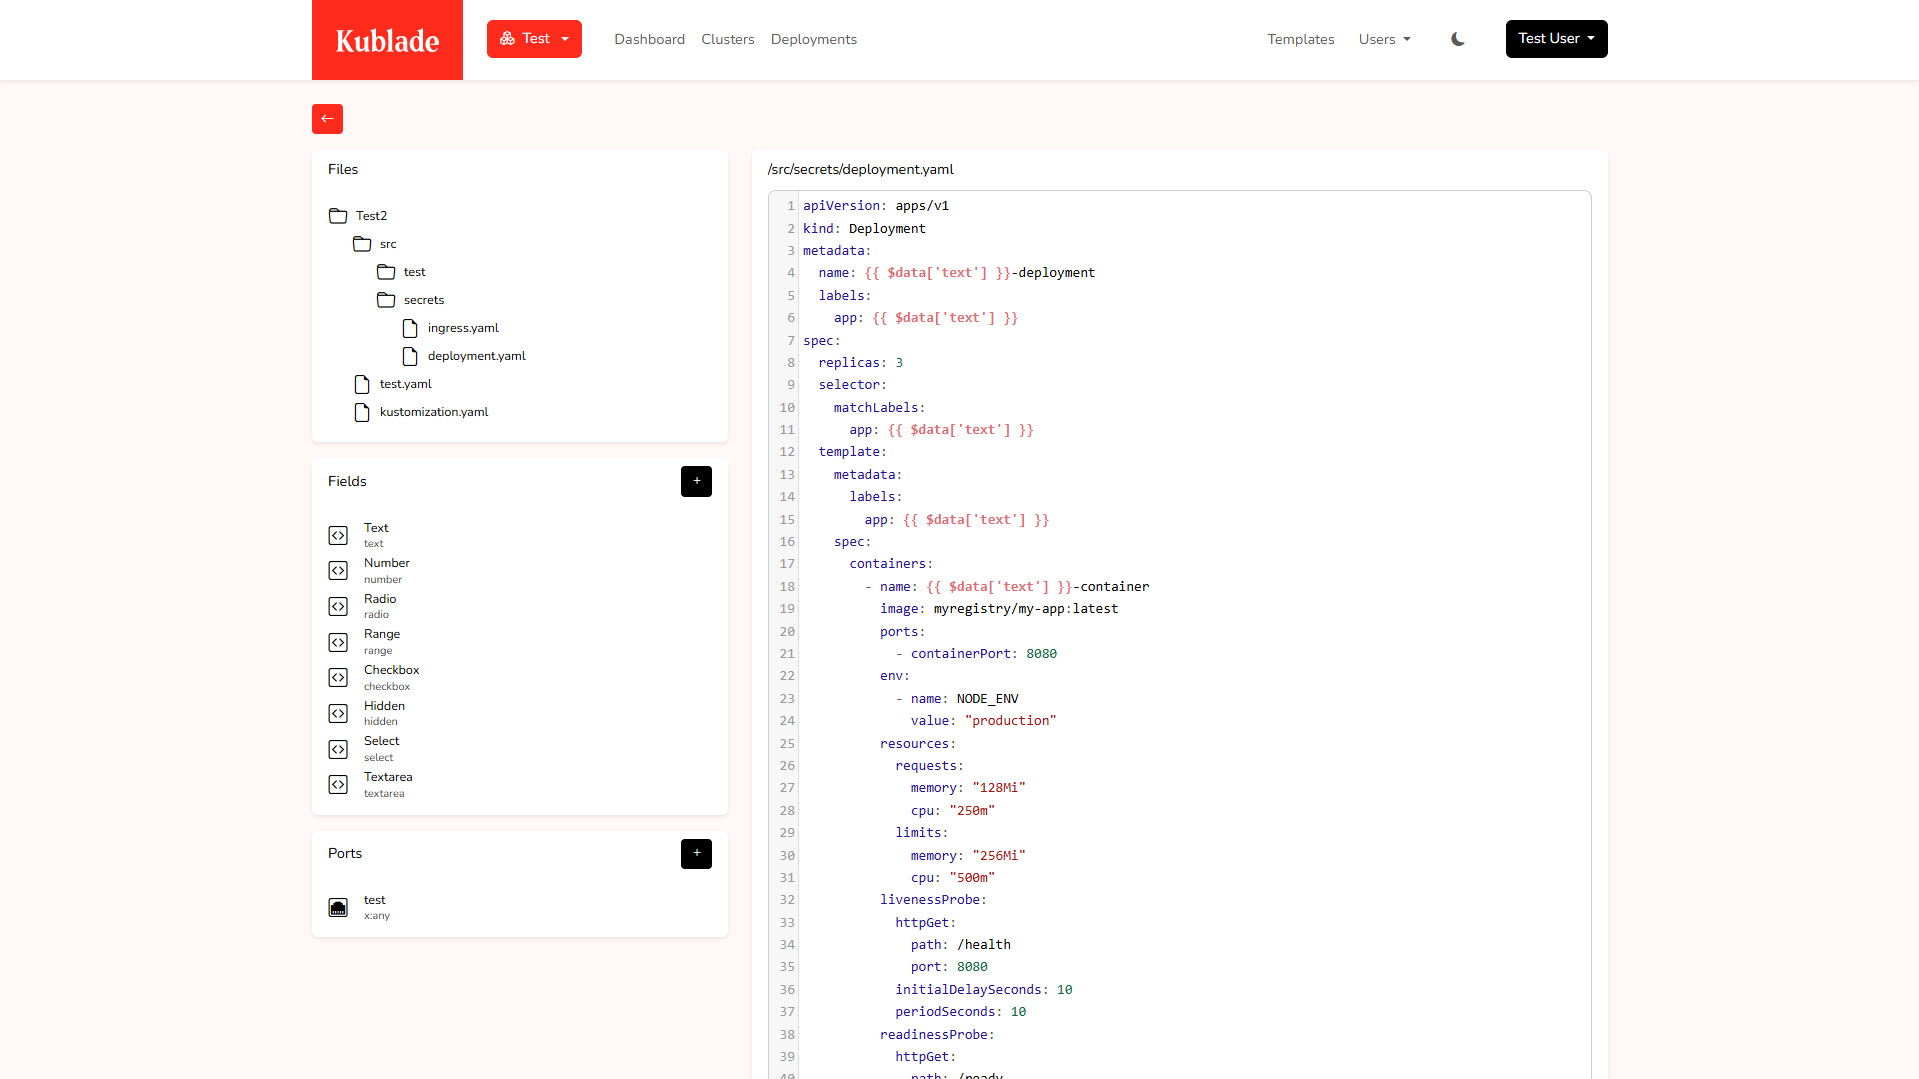 Kublade
Test
Dashboard
Clusters
Deployments
Templates
Users
Test User
Files
Test2
src
test
secrets
ingress.yaml
deployment.yaml
test.yaml
kustomization.yaml
Fields
+
Text
text
Number
number
Radio
radio
Range
range
Checkbox
checkbox
Hidden
hidden
Select
select
Textarea
textarea
Ports
+
test
x:any
/src/secrets/deployment.yaml
1 apiVersion: apps/v1
2 kind: Deployment
3 metadata:
4   name: {{ $data['text'] }}-deployment
5   labels:
6     app: {{ $data['text'] }}
7 spec:
8   replicas: 3
9   selector:
10     matchLabels:
11       app: {{ $data['text'] }}
12   template:
13     metadata:
14       labels:
15         app: {{ $data['text'] }}
16     spec:
17       containers:
18         - name: {{ $data['text'] }}-container
19           image: myregistry/my-app:latest
20           ports:
21             - containerPort: 8080
22           env:
23             - name: NODE_ENV
24               value: "production"
25           resources:
26             requests:
27               memory: "128Mi"
28               cpu: "250m"
29             limits:
30               memory: "256Mi"
31               cpu: "500m"
32           livenessProbe:
33             httpGet:
34               path: /health
35               port: 8080
36             initialDelaySeconds: 10
37             periodSeconds: 10
38           readinessProbe:
39             httpGet:
40               path: /ready